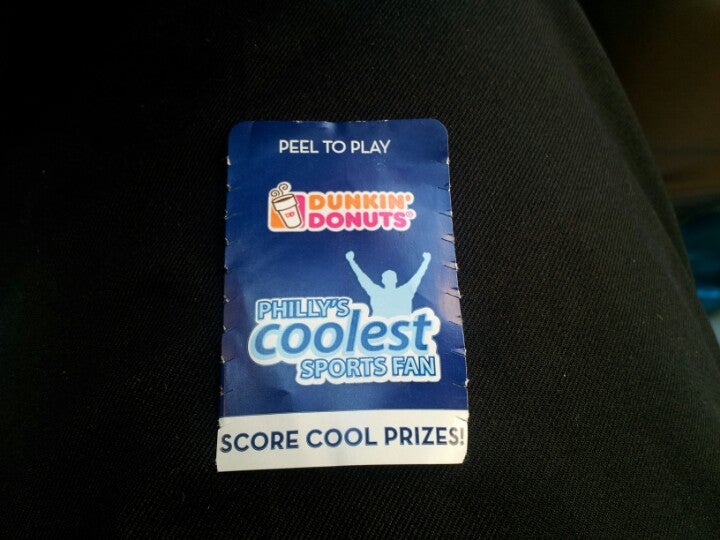 PEEL TO PLAY
DUNKIN'
DONUTS®
PHILLY'S
coolest
SPORTS FAN
SCORE COOL PRIZES!